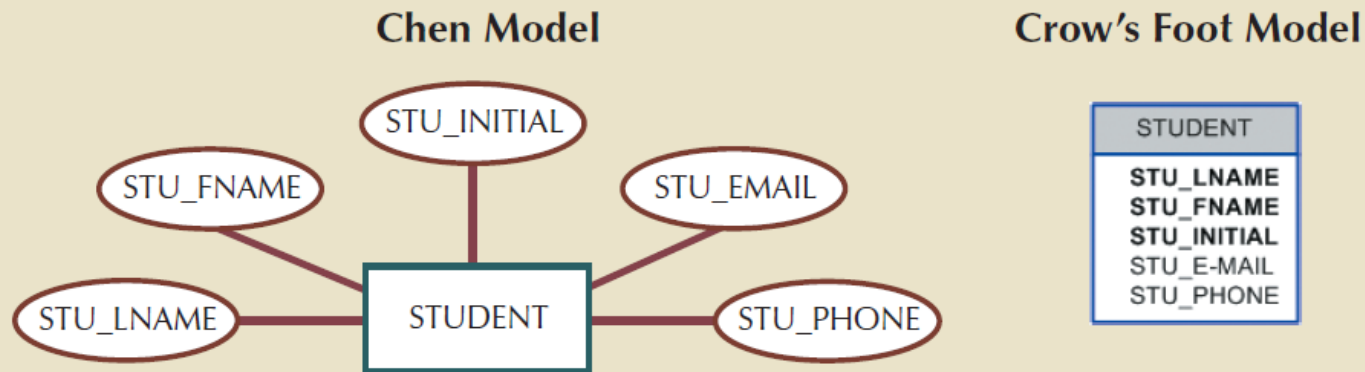 Chen Model
Crow's Foot Model
STU_INITIAL
STU_FNAME
STU_EMAIL
STU_LNAME
STUDENT
STU_PHONE
STUDENT
STU_LNAME
STU_FNAME
STU_INITIAL
STU_E-MAIL
STU_PHONE